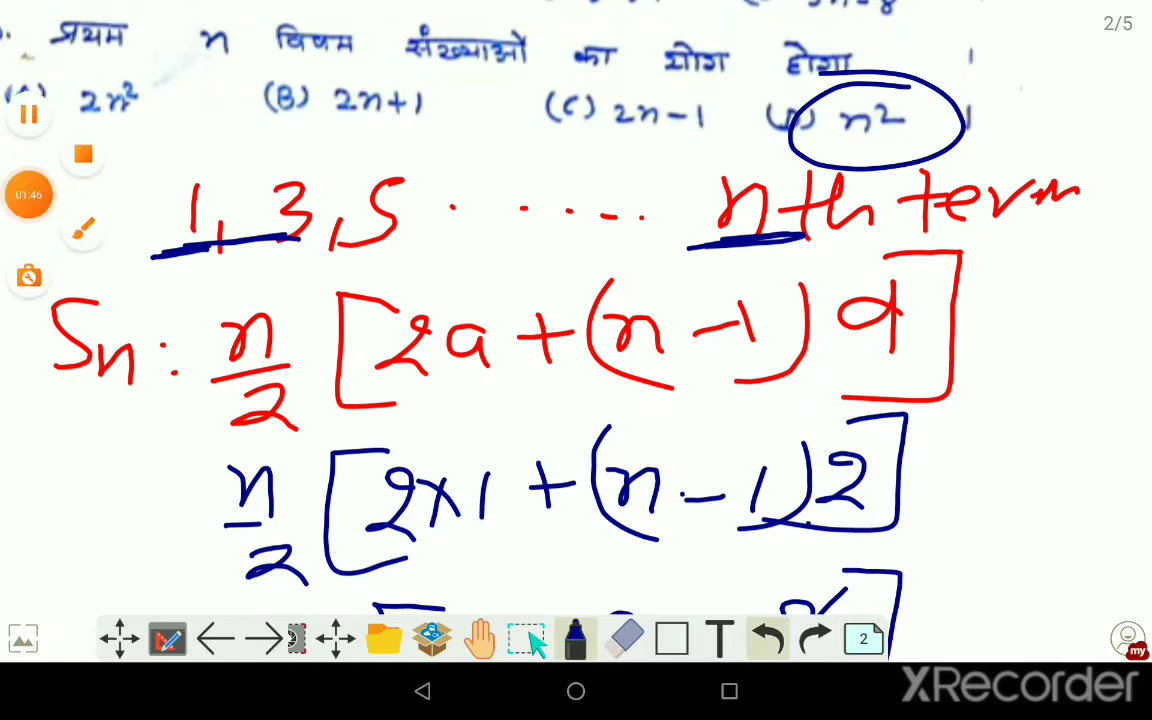 2/5
प्रथम n विषम संख्याओं का योग होगा ।
2n² (B) 2n+1 (C) 2n-1 (D) n²
01:46
1, 3, 5 ...... nth term
Sn: n/2 [2a + (n-1)d]
n/2 [2×1 + (n-1)2]
T 2
my
XRecorder